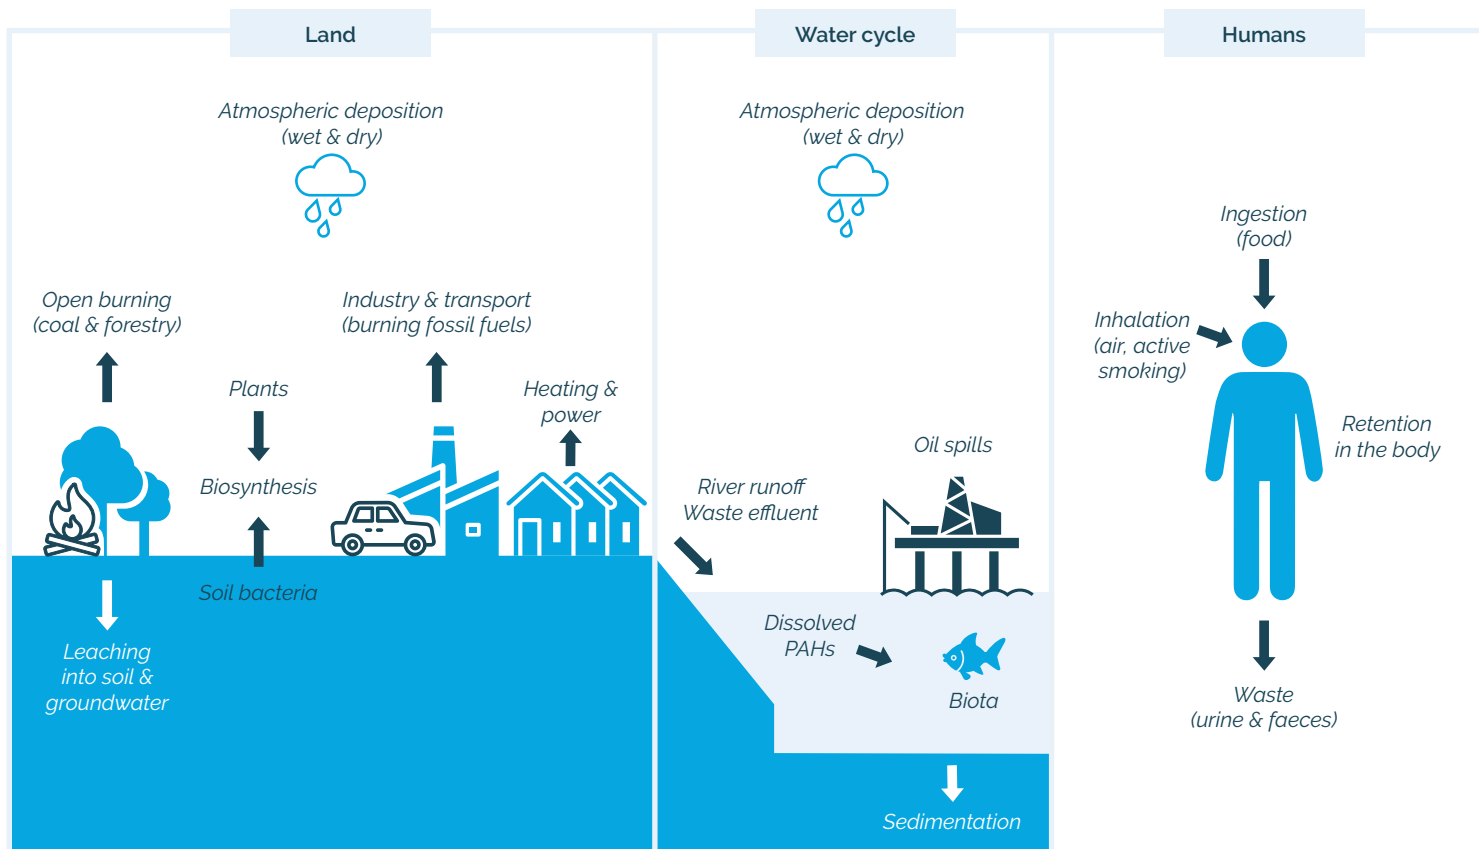 Land
Atmospheric deposition
(wet & dry)
Open burning
(coal & forestry)
Industry & transport
(burning fossil fuels)
Plants
Heating &
power
Biosynthesis
Soil bacteria
Leaching
into soil &
groundwater
Water cycle
Atmospheric deposition
(wet & dry)
Oil spills
River runoff
Waste effluent
Dissolved
PAHs
Biota
Sedimentation
Humans
Ingestion
(food)
Inhalation
(air, active
smoking)
Retention
in the body
Waste
(urine & faeces)